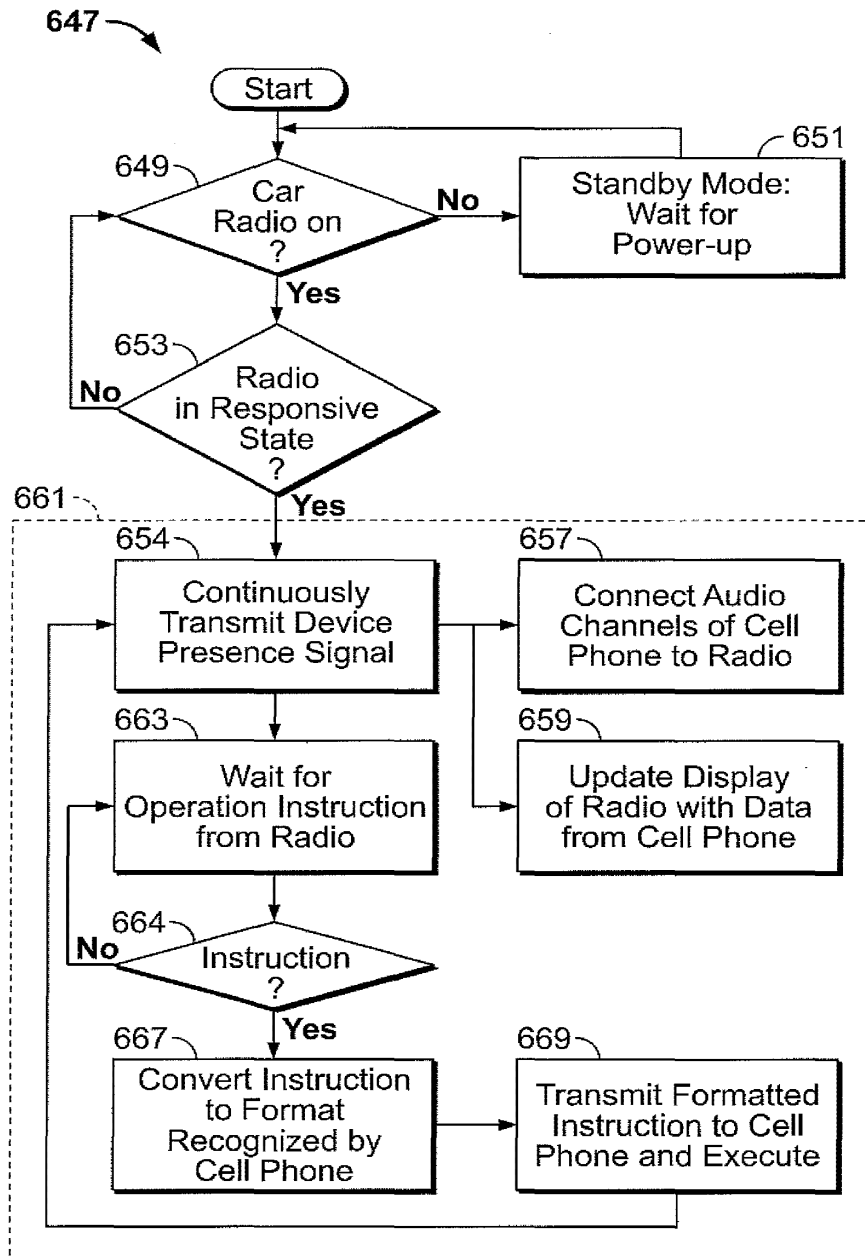 647
Start
649
Car
Radio on
?
No
651
Standby Mode:
Wait for
Power-up
Yes
653
Radio
in Responsive
State
?
No
Yes
661
654
Continuously
Transmit Device
Presence Signal
657
Connect Audio
Channels of Cell
Phone to Radio
663
Wait for
Operation Instruction
from Radio
659
Update Display
of Radio with Data
from Cell Phone
664
Instruction
?
No
Yes
667
Convert Instruction
to Format
Recognized by
Cell Phone
669
Transmit Formatted
Instruction to Cell
Phone and Execute